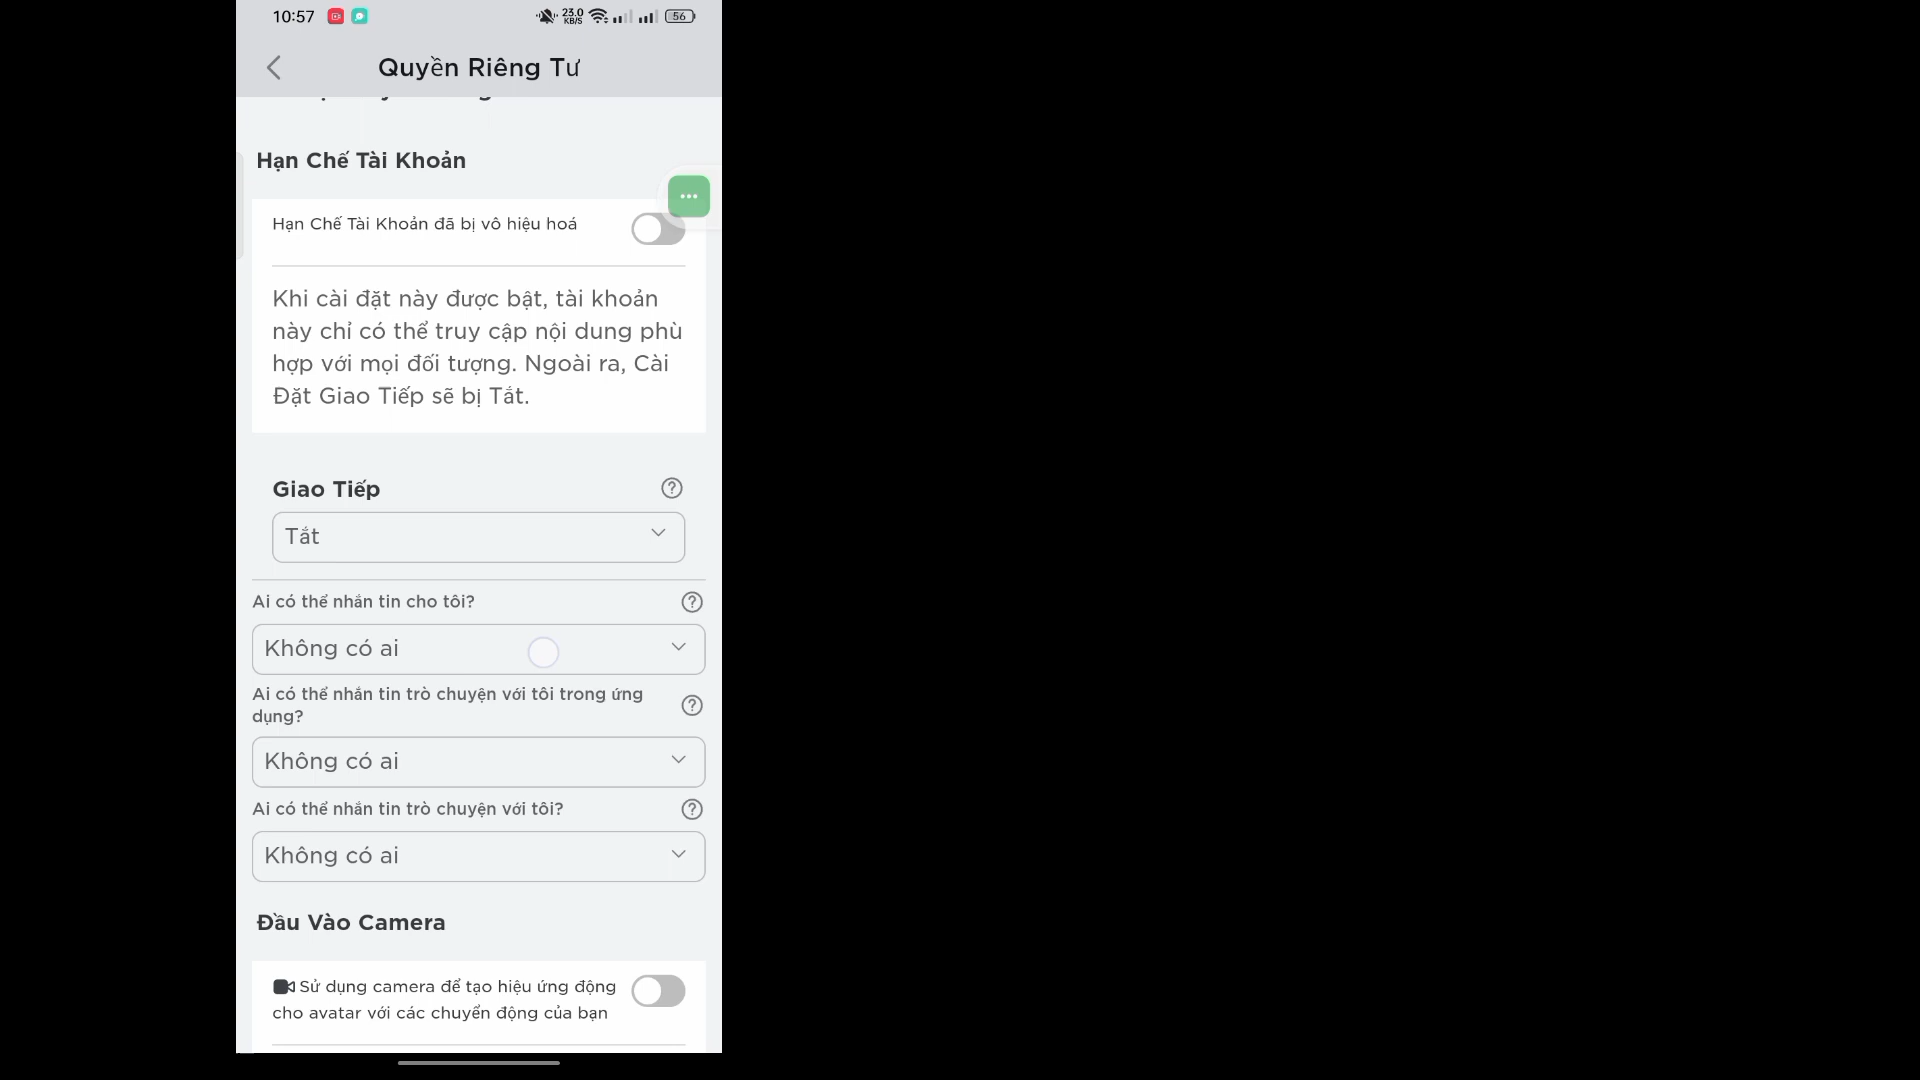 10:57
23.0
KB/S
56
Quyền Riêng Tư
Hạn Chế Tài Khoản
Hạn Chế Tài Khoản đã bị vô hiệu hoá
Khi cài đặt này được bật, tài khoản
này chỉ có thể truy cập nội dung phù
hợp với mọi đối tượng. Ngoài ra, Cài
Đặt Giao Tiếp sẽ bị Tắt.
Giao Tiếp
Tắt
Ai có thể nhắn tin cho tôi?
Không có ai
Ai có thể nhắn tin trò chuyện với tôi trong ứng
dụng?
Không có ai
Ai có thể nhắn tin trò chuyện với tôi?
Không có ai
Đầu Vào Camera
Sử dụng camera để tạo hiệu ứng động
cho avatar với các chuyển động của bạn